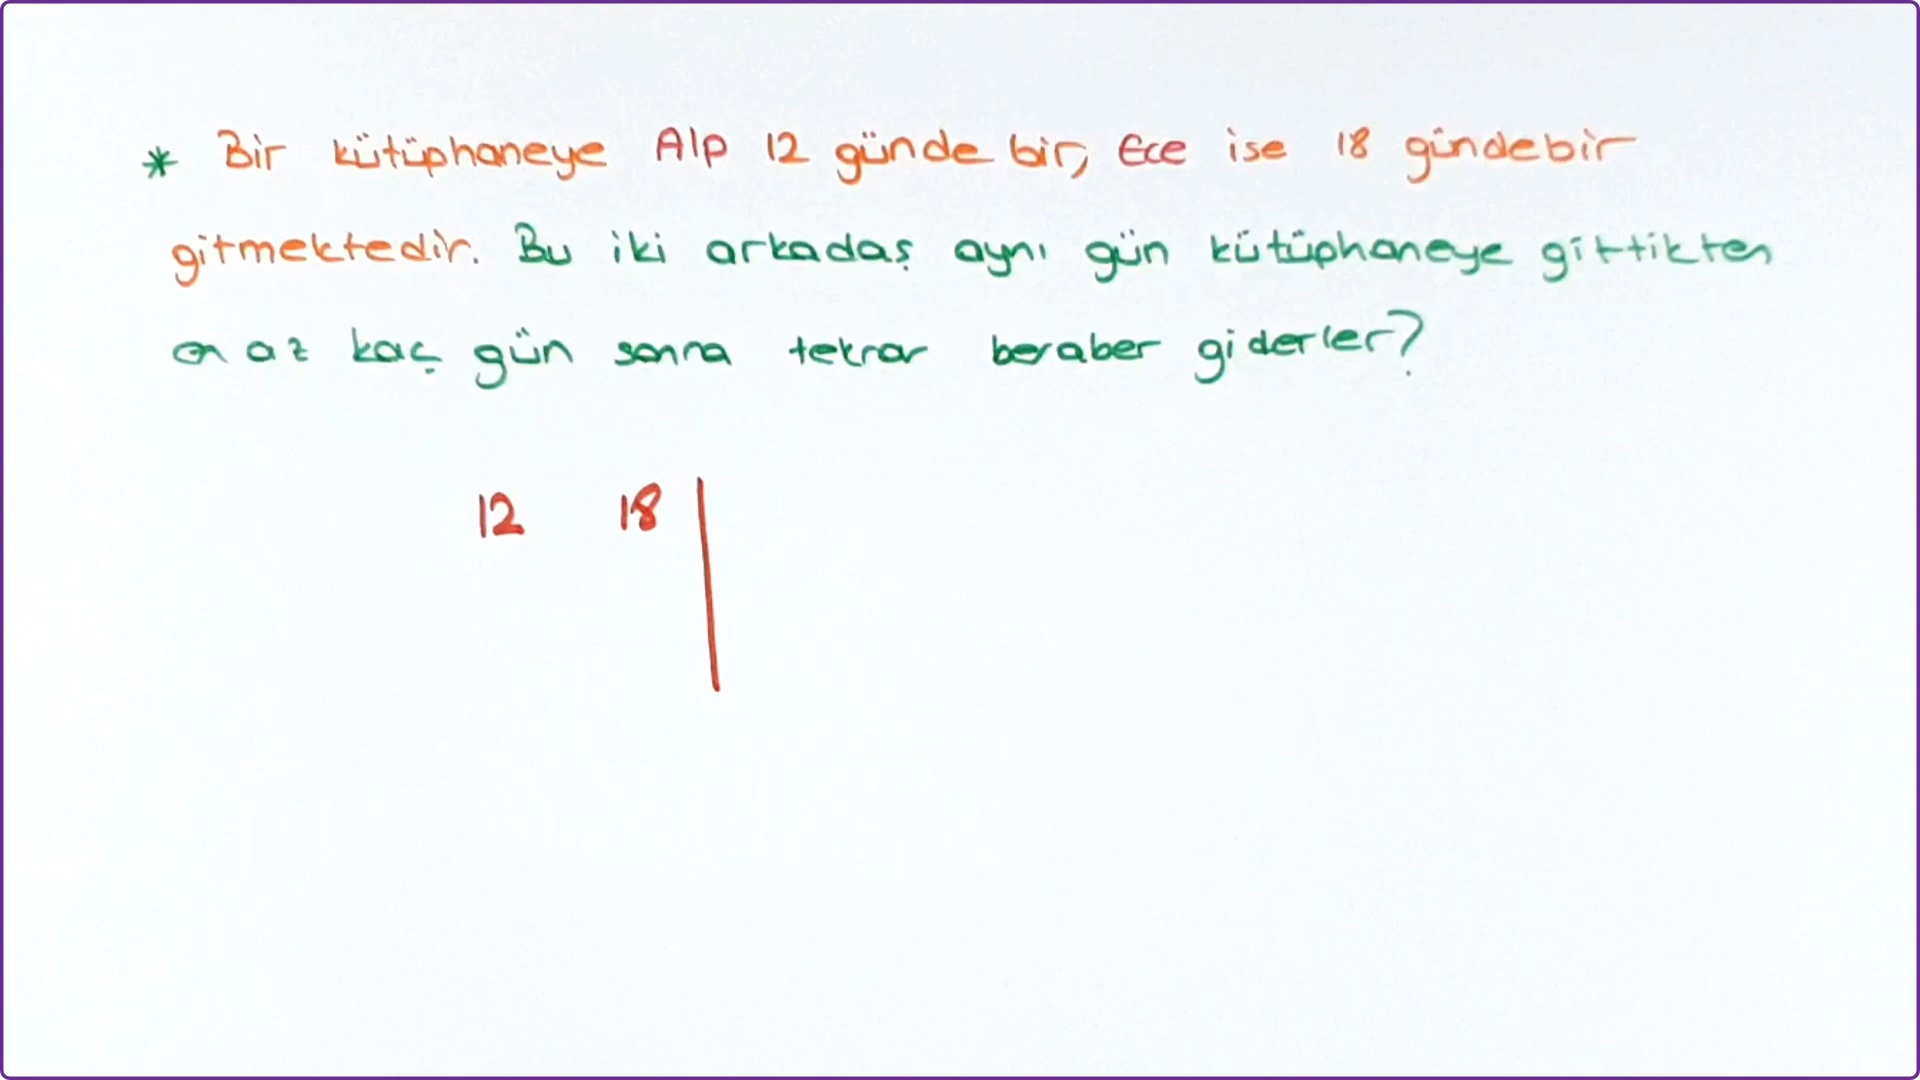 * Bir kütüphaneye Alp 12 günde bir, Ece ise 18 günde bir
gitmektedir. Bu iki arkadaş aynı gün kütüphaneye gittikten
en az kaç gün sonra tekrar beraber giderler?
12 18